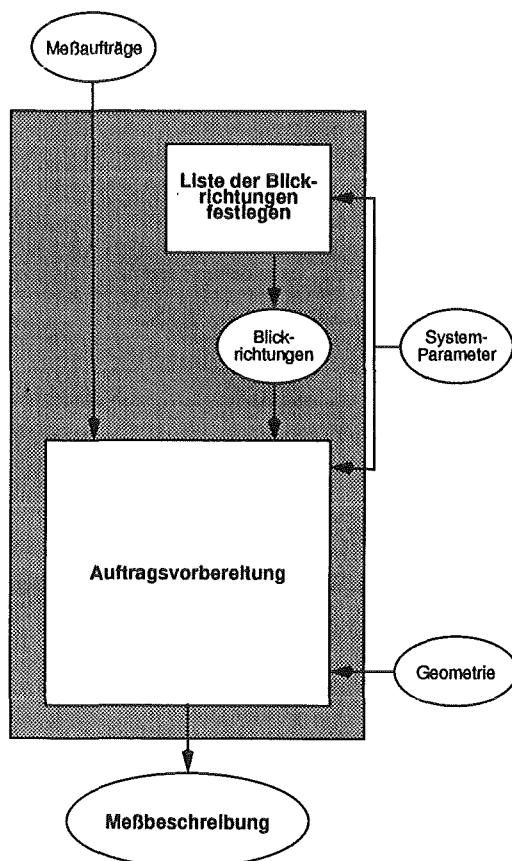 Meßaufträge
Liste der Blick-
richtungen
festlegen
Blick-
richtungen
System-
Parameter
Auftragsvorbereitung
Geometrie
Meßbeschreibung